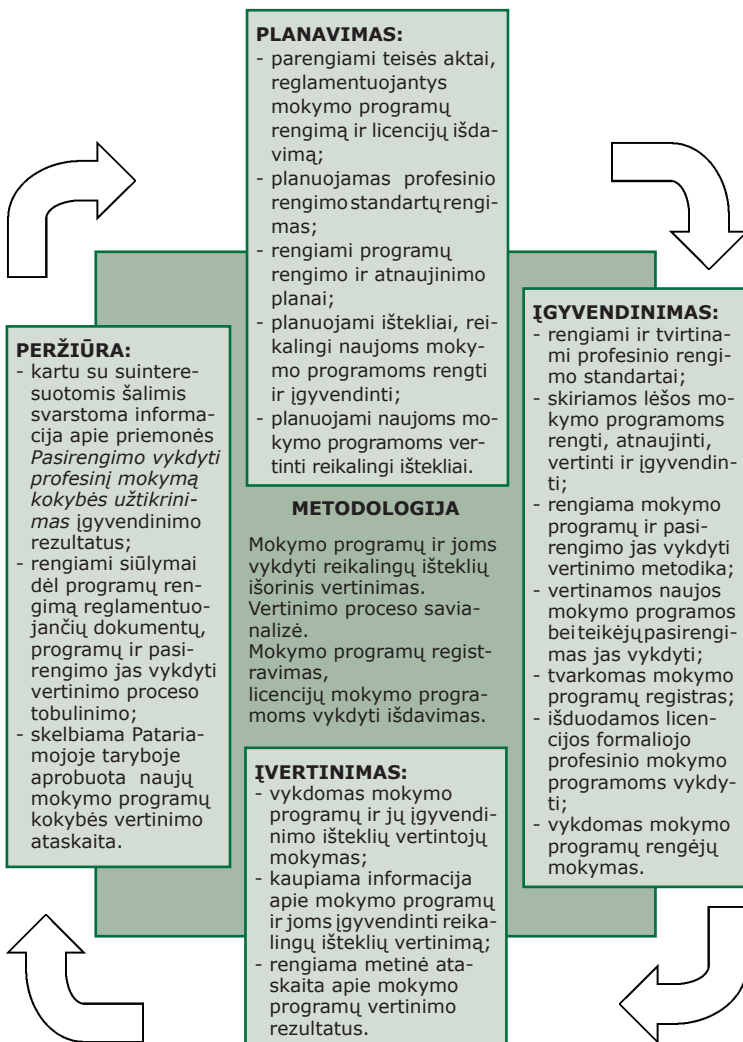 PLANAVIMAS:
- parengiami teisės aktai,
reglamentuojantys
mokymo programų
rengimą ir licencijų išda-
vimą;
- planuojamas profesinio
rengimo standartų rengi-
mas;
- rengiami programų
rengimo ir atnaujinimo
planai;
- planuojami ištekliai, rei-
kalingi naujoms moky-
mo programoms rengti
ir įgyvendinti;
- planuojami naujoms mo-
kymo programoms ver-
tinti reikalingi ištekliai.
ĮGYVENDINIMAS:
- rengiami ir tvirtina-
mi profesinio rengi-
mo standartai;
- skiriamos lėšos mo-
kymo programoms
rengti, atnaujinti,
vertinti ir įgyvendin-
ti;
- rengiama mokymo
programų ir pasi-
rengimo jas vykdyti
vertinimo metodika;
- vertinamos naujos
mokymo programos
bei teikėjų pasirengi-
mas jas vykdyti;
- tvarkomas mokymo
programų registras;
- išduodamos licen-
cijos formaliojo
profesinio mokymo
programoms vykdy-
ti;
- vykdomas mokymo
programų rengėjų
mokymas.
PERŽIŪRA:
- kartu su suintere-
suotomis šalimis
svarstoma informa-
cija apie priemonės
Pasirengimo vykdyti
profesinį mokymą
kokybės užtikrini-
mas įgyvendinimo
rezultatus;
- rengiami siūlymai
dėl programų ren-
gimą reglamentuo-
jančių dokumentų,
programų ir pasi-
rengimo jas vykdyti
vertinimo proceso
tobulinimo;
- skelbiama Pataria-
mojoje taryboje
aprobuota naujų
mokymo programų
kokybės vertinimo
ataskaita.
METODOLOGIJA
Mokymo programų ir joms
vykdyti reikalingų išteklių
išorinis vertinimas.
Vertinimo proceso savia-
nalizė.
Mokymo programų regist-
ravimas,
licencijų mokymo progra-
moms vykdyti išdavimas.
ĮVERTINIMAS:
- vykdomas mokymo
programų ir jų įgyvendi-
nimo išteklių vertintojų
mokymas;
- kaupiama informacija
apie mokymo programų
ir joms įgyvendinti reika-
lingų išteklių vertinimą;
- rengiama metinė ata-
skaita apie mokymo
programų vertinimo
rezultatus.